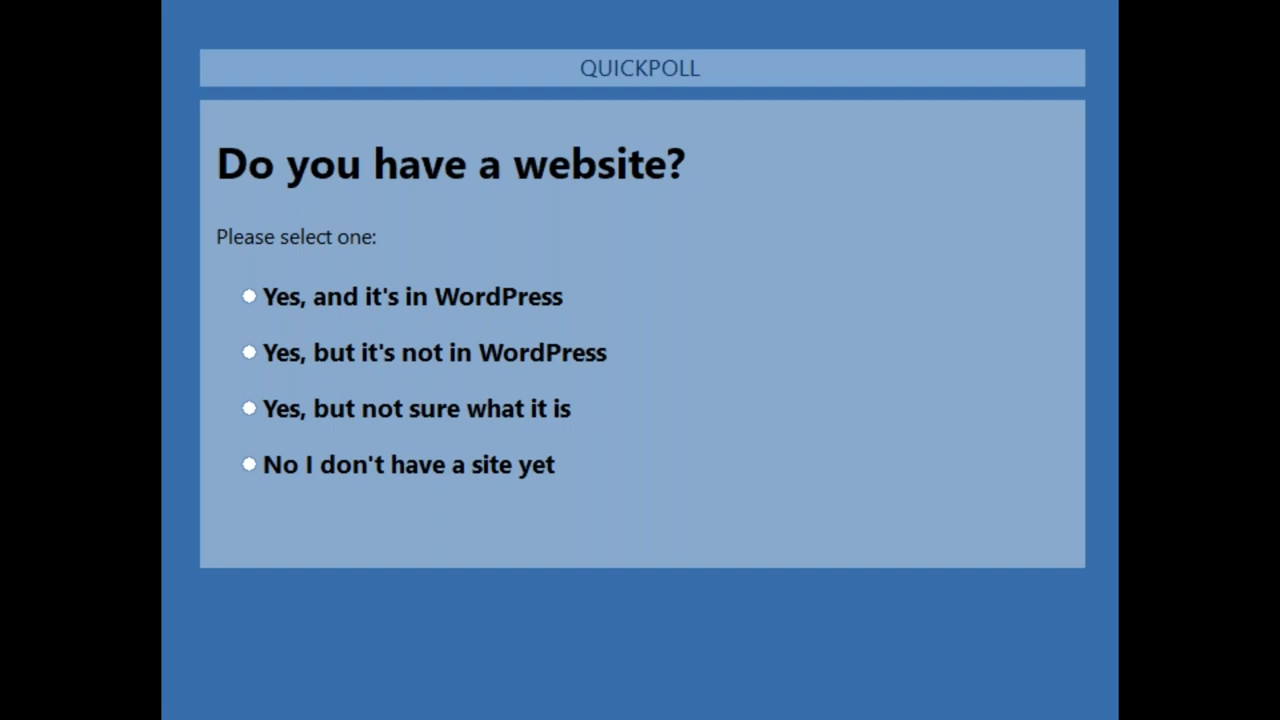 QUICKPOLL
Do you have a website?
Please select one:
Yes, and it's in WordPress
Yes, but it's not in WordPress
Yes, but not sure what it is
No I don't have a site yet